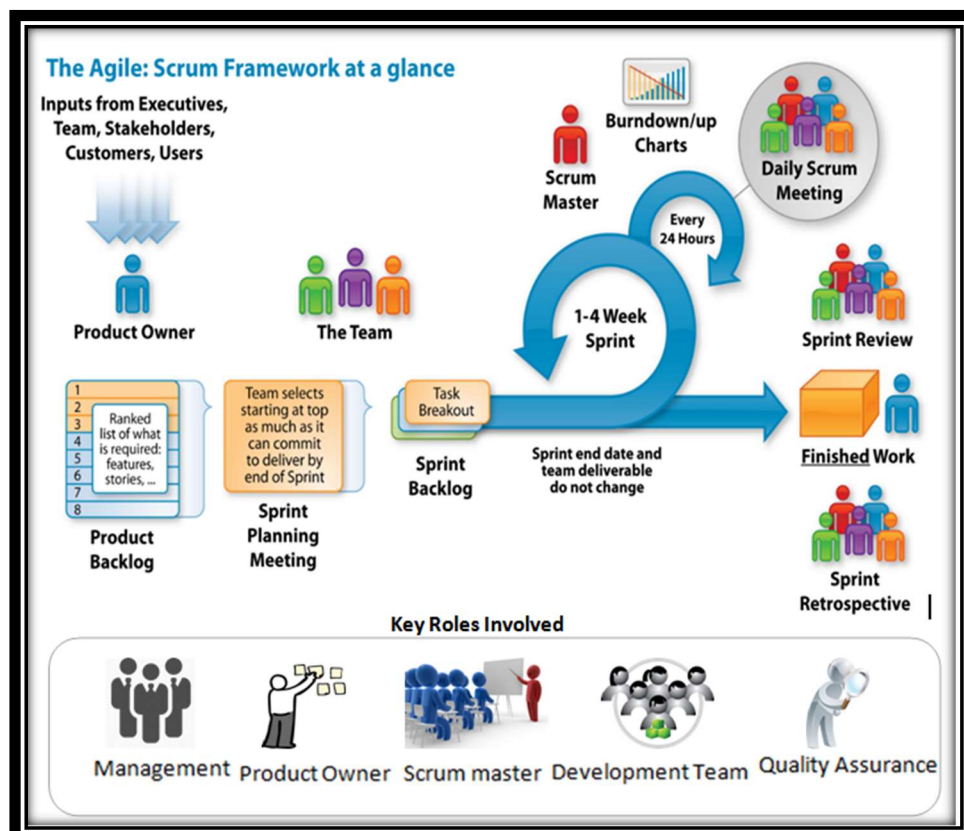 The Agile: Scrum Framework at a glance
Inputs from Executives,
Team, Stakeholders,
Customers, Users
Product Owner
The Team
Scrum
Master
Burndown/up
Charts
Daily Scrum
Meeting
Every
24 Hours
1-4 Week
Sprint
Sprint Review
1
2
3
4
5
6
7
8
Ranked
list of what
is required:
features,
stories, ...
Product
Backlog
Team selects
starting at top
as much as it
can commit
to deliver by
end of Sprint
Sprint
Planning
Meeting
Task
Breakout
Sprint
Backlog
Sprint end date and
team deliverable
do not change
Finished Work
Sprint
Retrospective
Key Roles Involved
Management
Product Owner
Scrum master
Development Team
Quality Assurance